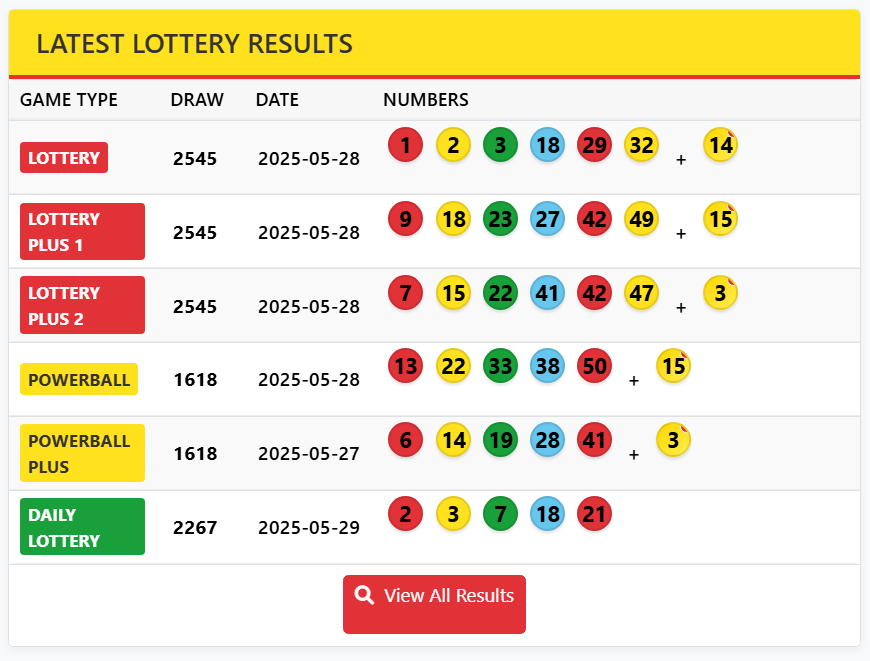 LATEST LOTTERY RESULTS
GAME TYPE DRAW DATE NUMBERS
LOTTERY 2545 2025-05-28 1 2 3 18 29 32 + 14
LOTTERY PLUS 1 2545 2025-05-28 9 18 23 27 42 49 + 15
LOTTERY PLUS 2 2545 2025-05-28 7 15 22 41 42 47 + 3
POWERBALL 1618 2025-05-28 13 22 33 38 50 + 15
POWERBALL PLUS 1618 2025-05-27 6 14 19 28 41 + 3
DAILY LOTTERY 2267 2025-05-29 2 3 7 18 21
View All Results